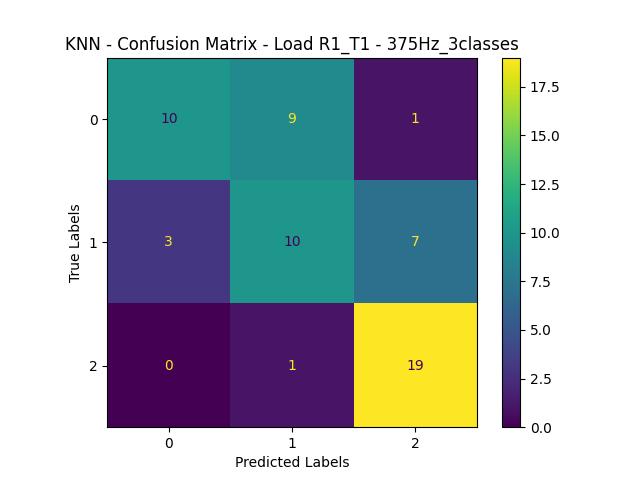 KNN - Confusion Matrix - Load R1_T1 - 375Hz_3classes
17.5
0 10 9 1
15.0
12.5
True Labels
1 3 10 7
10.0
7.5
5.0
2 0 1 19
2.5
0.0
0 1 2
Predicted Labels